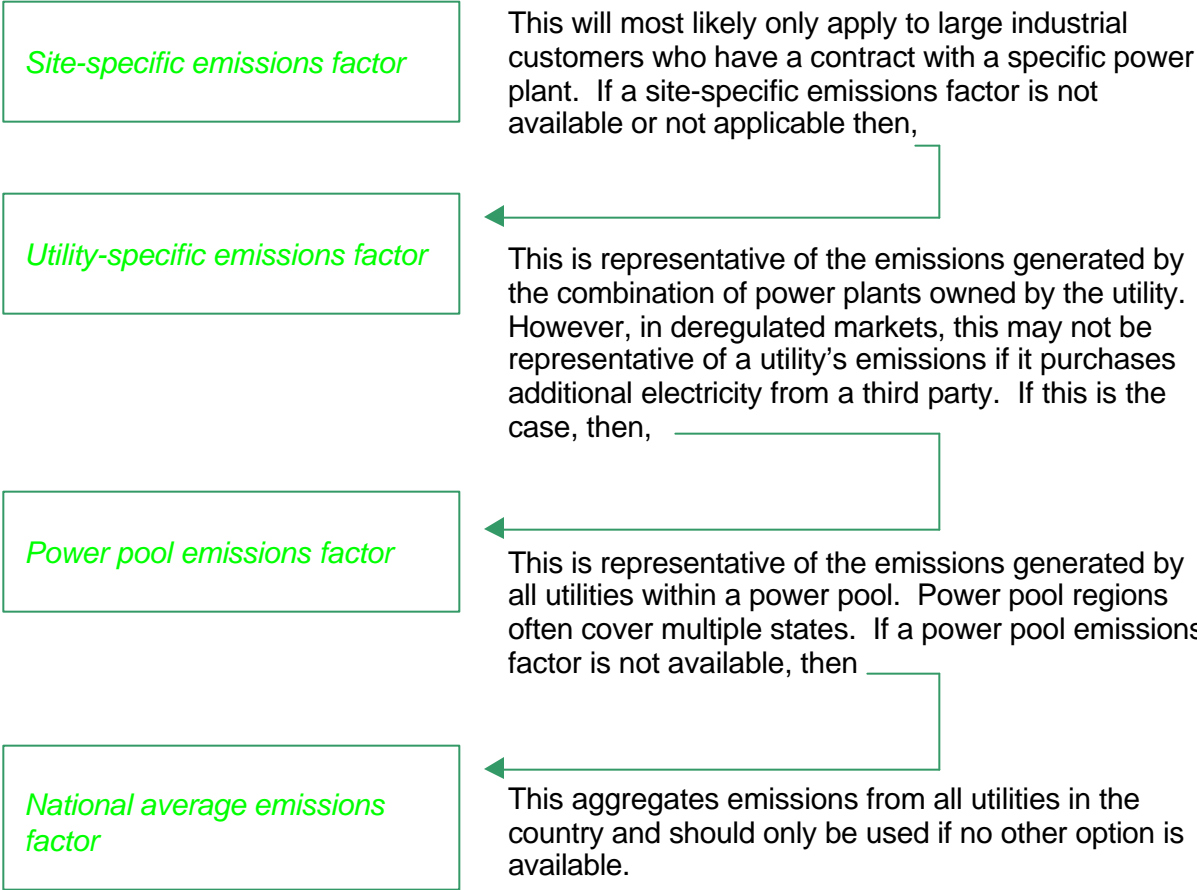 Site-specific emissions factor
This will most likely only apply to large industrial
customers who have a contract with a specific power
plant.  If a site-specific emissions factor is not
available or not applicable then,
Utility-specific emissions factor
This is representative of the emissions generated by
the combination of power plants owned by the utility.
However, in deregulated markets, this may not be
representative of a utility’s emissions if it purchases
additional electricity from a third party.  If this is the
case, then,
Power pool emissions factor
This is representative of the emissions generated by
all utilities within a power pool.  Power pool regions
often cover multiple states.  If a power pool emissions
factor is not available, then
National average emissions
factor
This aggregates emissions from all utilities in the
country and should only be used if no other option is
available.